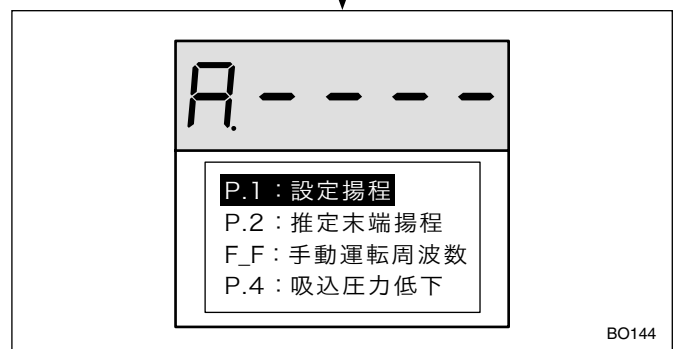 A.----
P.1：設定揚程
P.2：推定末端揚程
F_F：手動運転周波数
P.4：吸込圧力低下
BO144